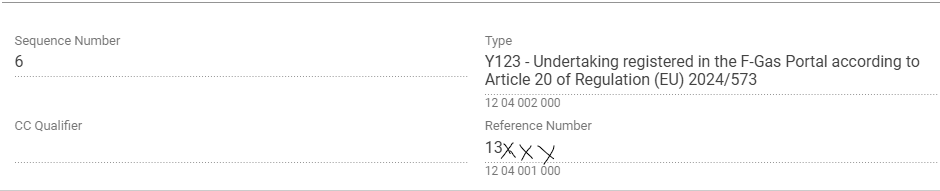 Sequence Number
6
Type
Y123 - Undertaking registered in the F-Gas Portal according to
Article 20 of Regulation (EU) 2024/573
12 04 002 000
CC Qualifier
Reference Number
13XXX
12 04 001 000